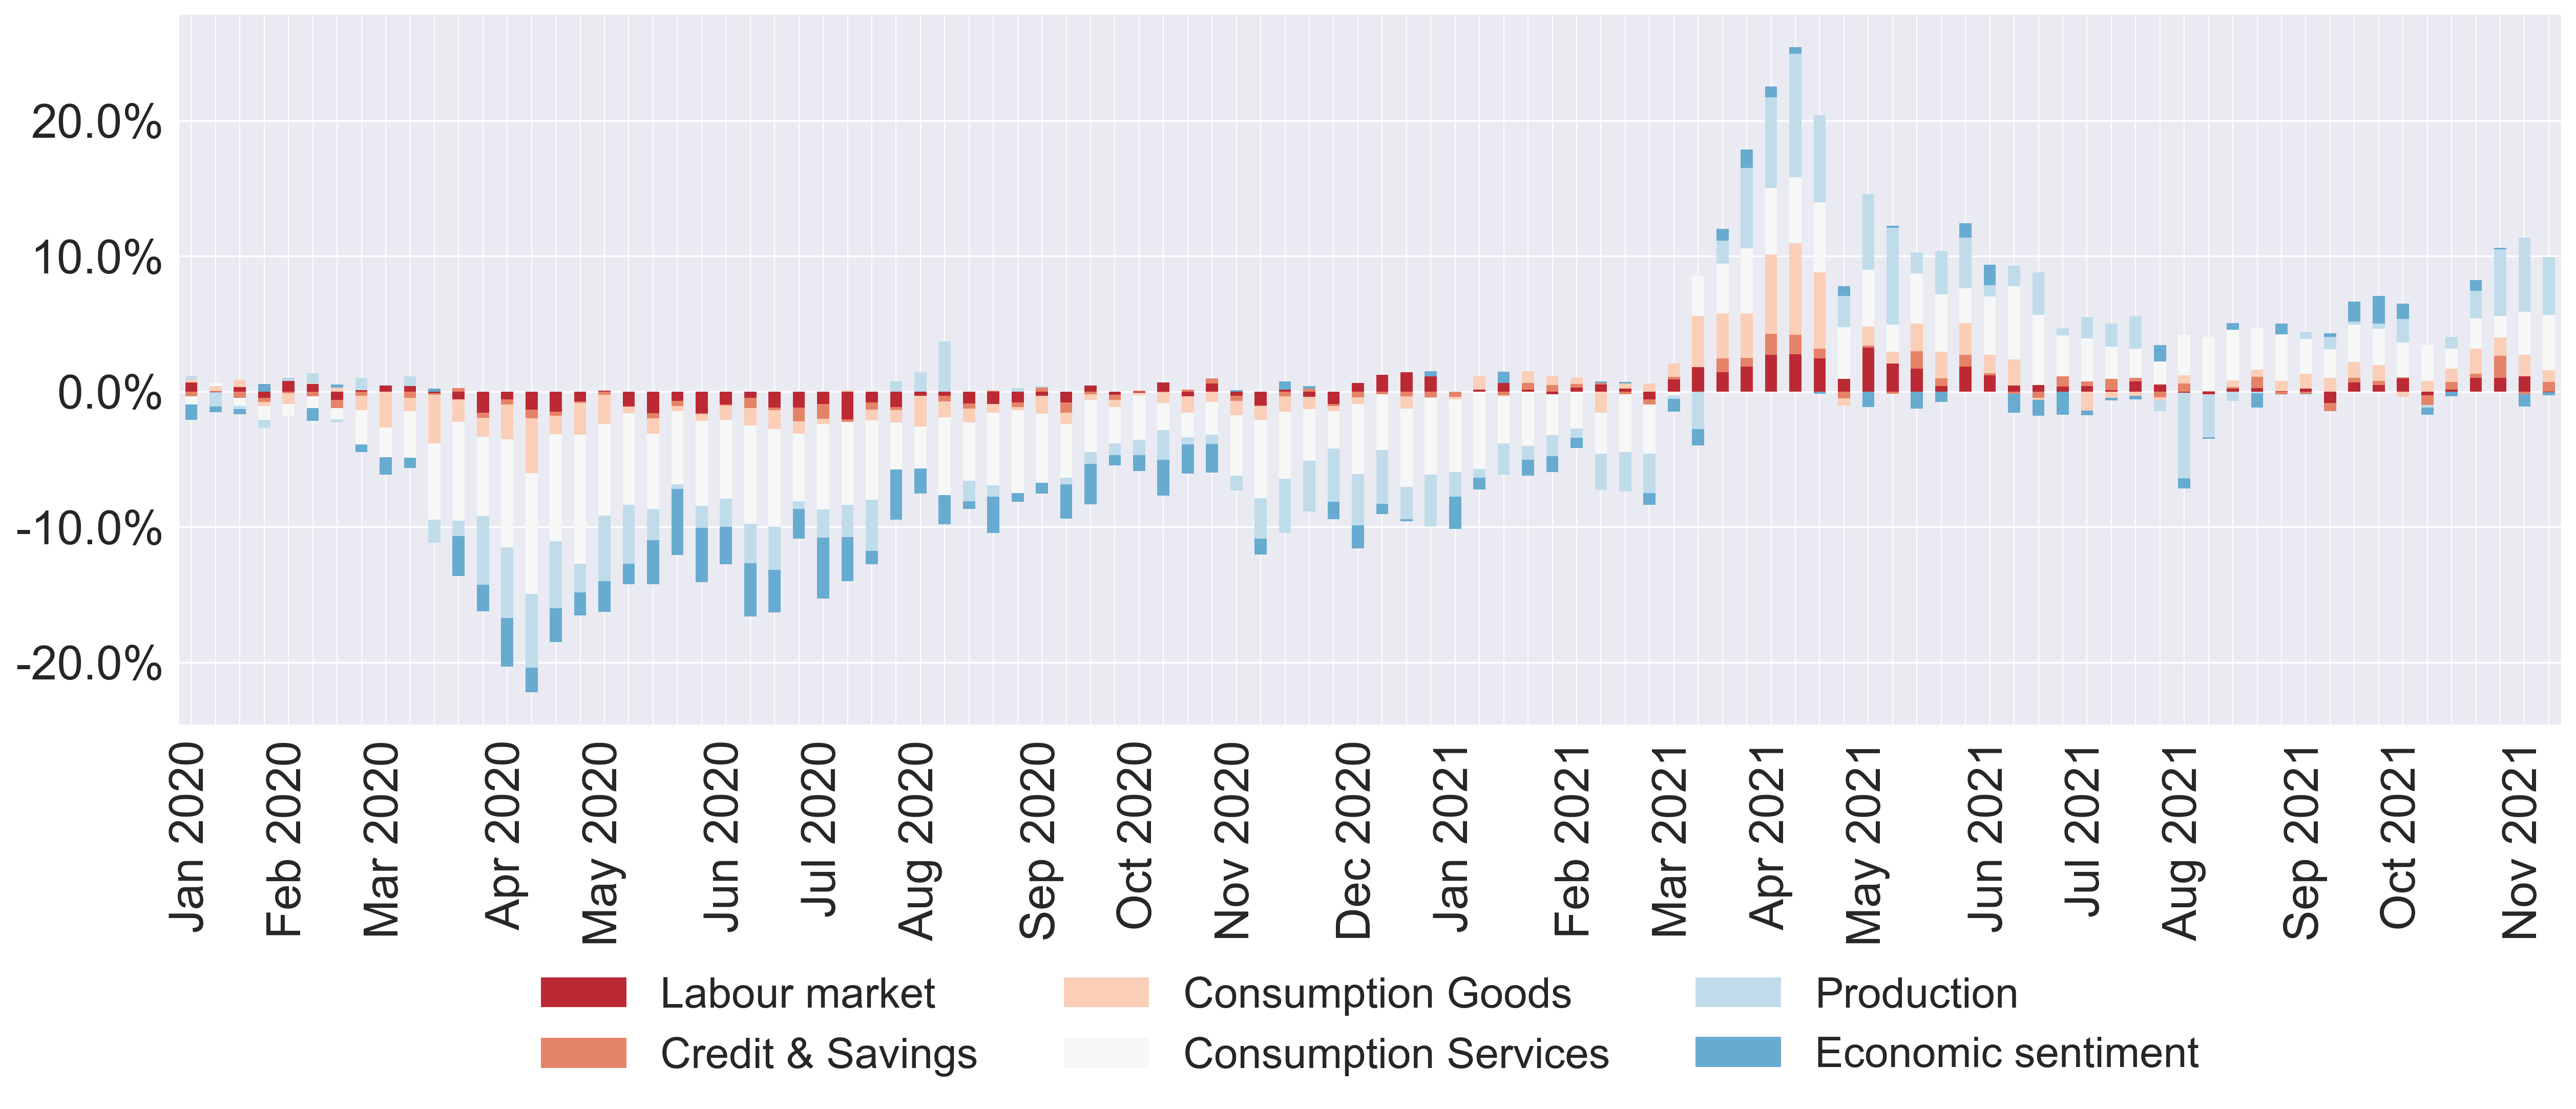 20.0%
10.0%
0.0%
-10.0%
-20.0%
Jan 2020
Feb 2020
Mar 2020
Apr 2020
May 2020
Jun 2020
Jul 2020
Aug 2020
Sep 2020
Oct 2020
Nov 2020
Dec 2020
Jan 2021
Feb 2021
Mar 2021
Apr 2021
May 2021
Jun 2021
Jul 2021
Aug 2021
Sep 2021
Oct 2021
Nov 2021
Labour market
Consumption Goods
Production
Credit & Savings
Consumption Services
Economic sentiment